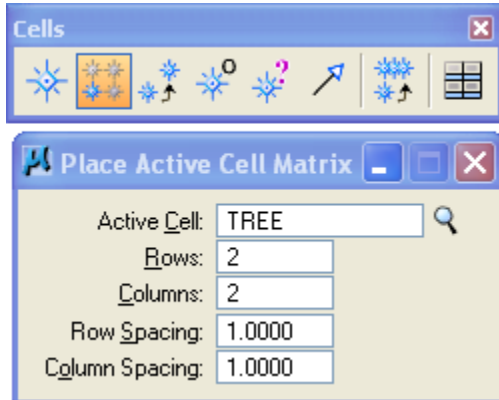 Cells
Place Active Cell Matrix
Active Cell: TREE
Rows: 2
Columns: 2
Row Spacing: 1.0000
Column Spacing: 1.0000